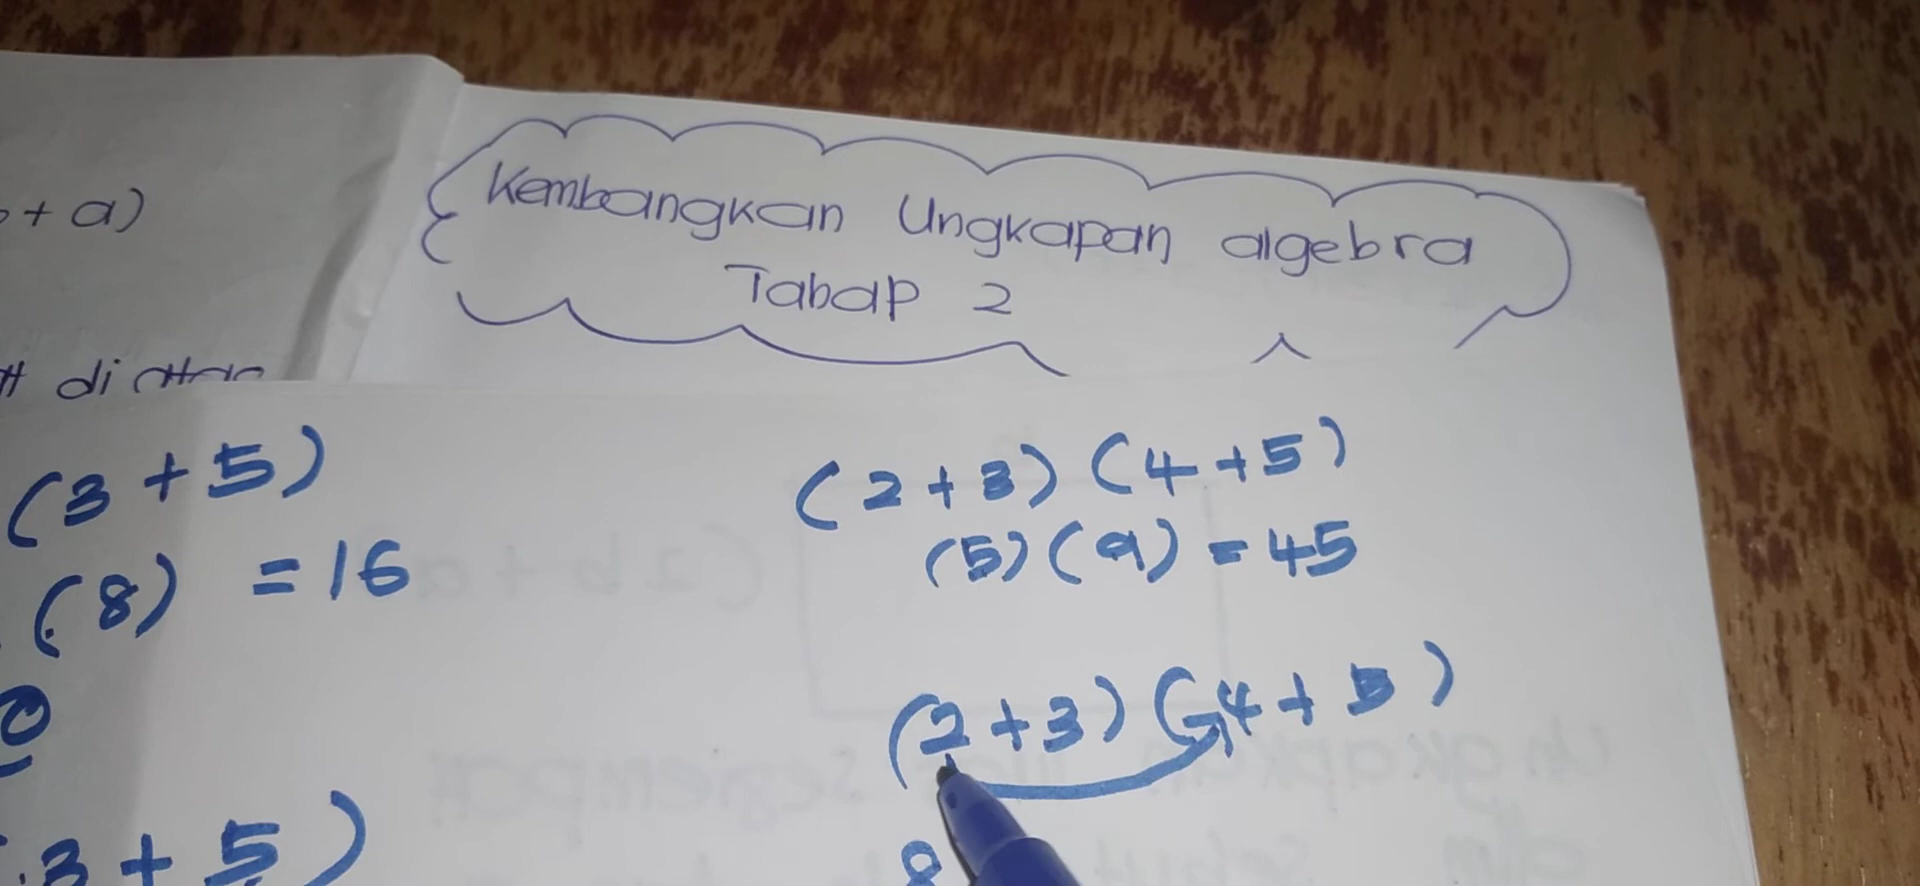 + a)
Kembangkan Ungkapan algebra
Tahap 2
di atas
(3 + 5)
(8) = 16
3 + 5)
(2 + 3) (4 + 5)
(5) (9) = 45
(2 + 3) (4 + 5)
8